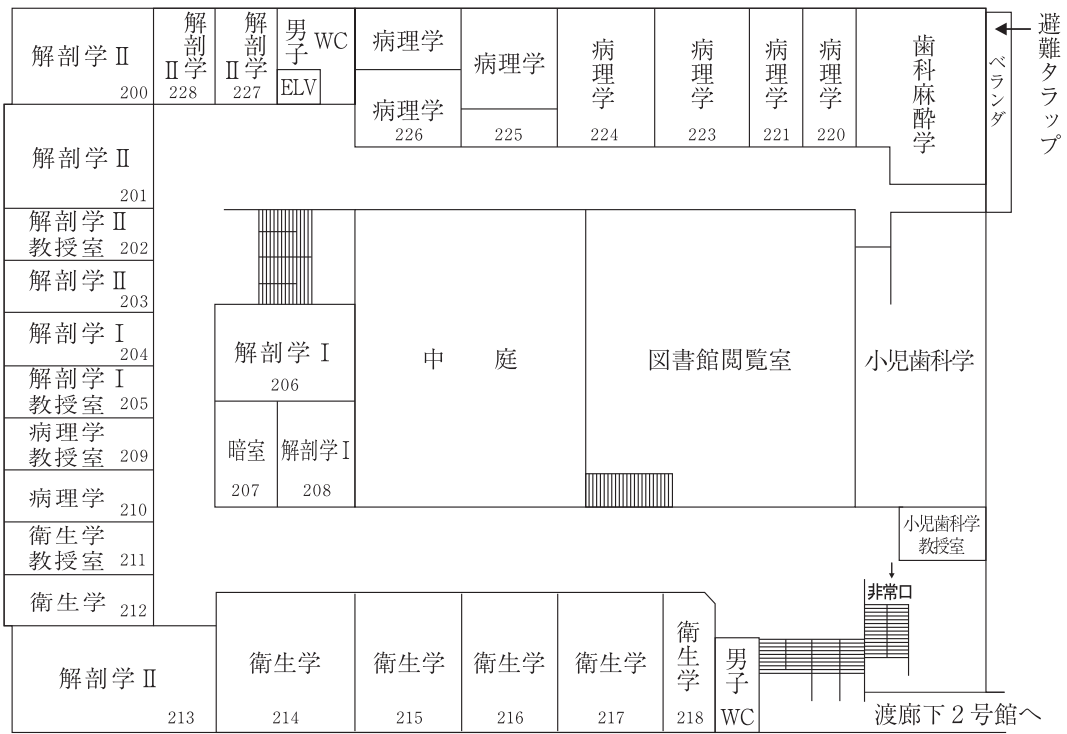 解剖学Ⅱ
200
解剖学Ⅱ
228
解剖学Ⅱ
227
男子 WC
ELV
病理学
病理学
226
病理学
225
病理学
224
病理学
223
病理学
221
病理学
220
歯科麻酔学
ベランダ
避難タラップ
解剖学Ⅱ
201
解剖学Ⅱ
教授室 202
解剖学Ⅱ
203
解剖学Ⅰ
204
解剖学Ⅰ
教授室 205
病理学
教授室 209
病理学
210
衛生学
教授室 211
衛生学
212
解剖学Ⅰ
206
暗室
207
解剖学Ⅰ
208
中庭
図書館閲覧室
小児歯科学
小児歯科学
教授室
非常口
解剖学Ⅱ
213
衛生学
214
衛生学
215
衛生学
216
衛生学
217
衛生学
218
男子
WC
渡廊下2号館へ